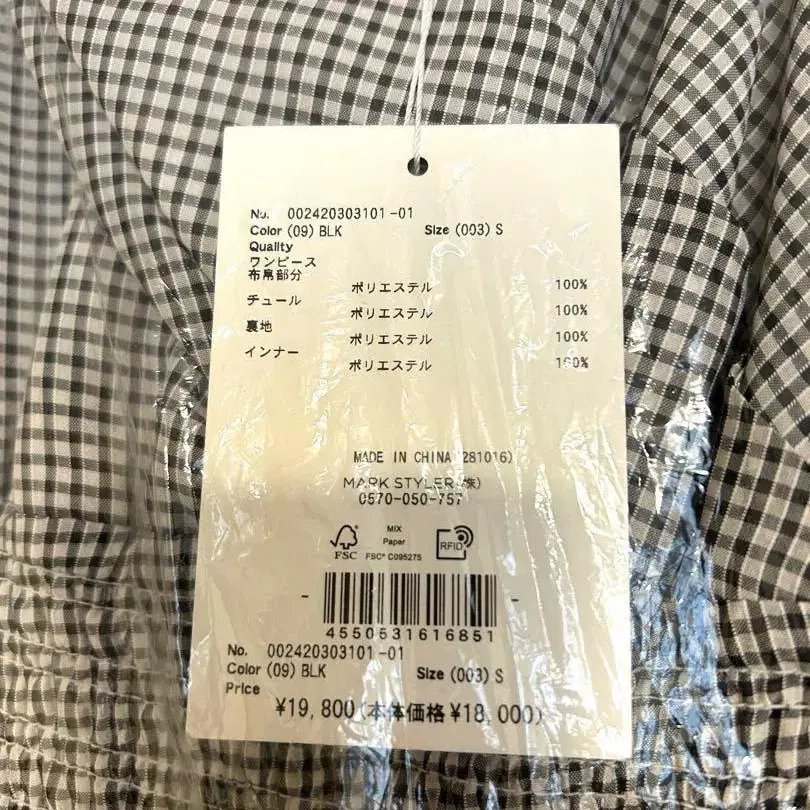 No. 002420303101-01
Color (09) BLK Size (003) S
Quality
ワンピース
布帛部分
ポリエステル 100%
チュール
ポリエステル 100%
裏地
ポリエステル 100%
インナー
ポリエステル 100%
MADE IN CHINA (281016)
MARK STYLER(株)
0570-050-757
FSC
MIX
Paper
FSC® C095275
RFID
4550531616851
No. 002420303101-01
Color (09) BLK Size (003) S
Price
¥19,800(本体価格¥18,000)